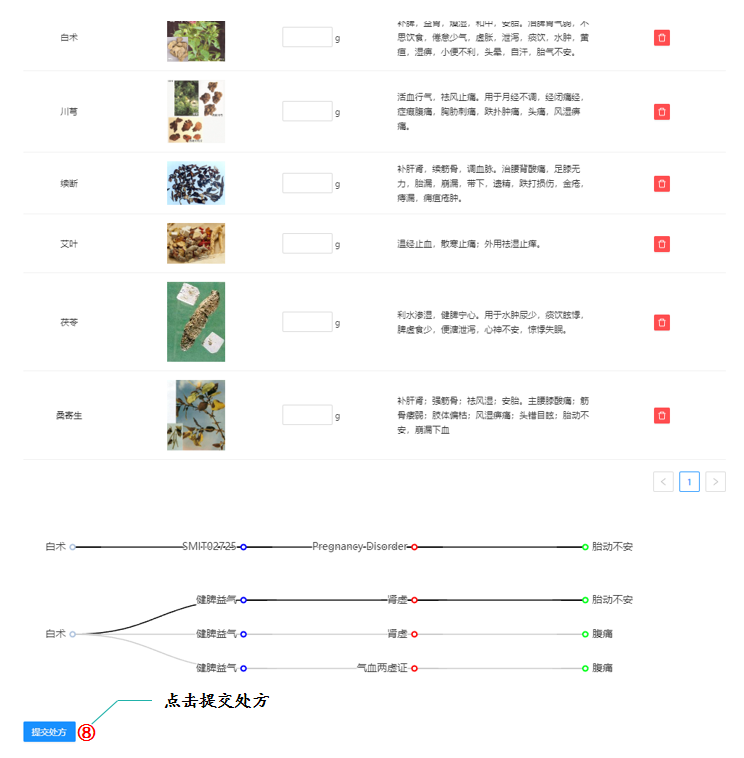 补脾，益胃，燥湿，和中，安胎。治脾胃气弱，不
白术
g
思饮食，倦怠少气，虚胀，泄泻，痰饮，水肿，黄
疸，湿痹，小便不利，头晕，自汗，胎气不安。
川芎
g
活血行气，祛风止痛。用于月经不调，经闭痛经，
症瘕腹痛，胸胁刺痛，跌扑肿痛，头痛，风湿痹
痛。
续断
g
补肝肾，续筋骨，调血脉。治腰背酸痛，足膝无
力，胎漏，崩漏，带下，遗精，跌打损伤，金疮，
痔漏，痈疽疮肿。
艾叶
g
温经止血，散寒止痛；外用祛湿止痒。
茯苓
g
利水渗湿，健脾宁心。用于水肿尿少，痰饮眩悸，
脾虚食少，便溏泄泻，心神不安，惊悸失眠。
桑寄生
g
补肝肾；强筋骨；祛风湿；安胎。主腰膝酸痛；筋
骨痿弱；肢体偏枯；风湿痹痛；头错目眩；胎动不
安，崩漏下血
< 1 >
白术 SMIT02725 Pregnancy Disorder 胎动不安
健脾益气 肾虚 胎动不安
白术 健脾益气 肾虚 腹痛
健脾益气 气血两虚证 腹痛
点击提交处方
提交处方 ⑧